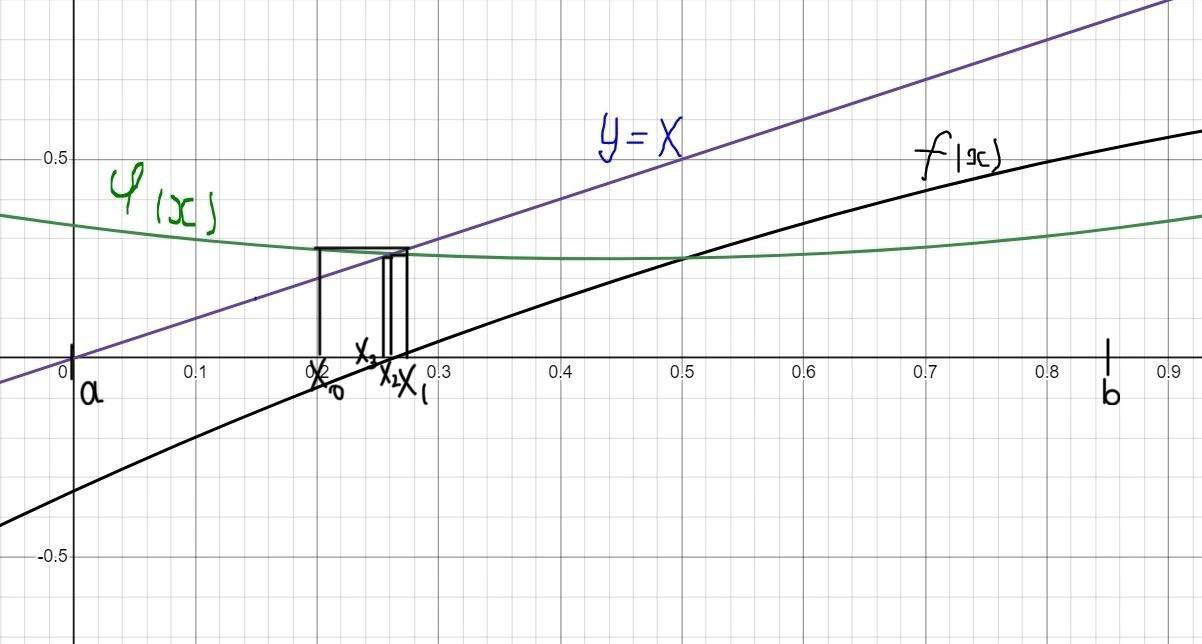 y = x
f(x)
0.5
φ(x)
0
0.1
0.2
0.3
0.4
0.5
0.6
0.7
0.8
0.9
x₀
x₃
x₂
x₁
a
b
-0.5